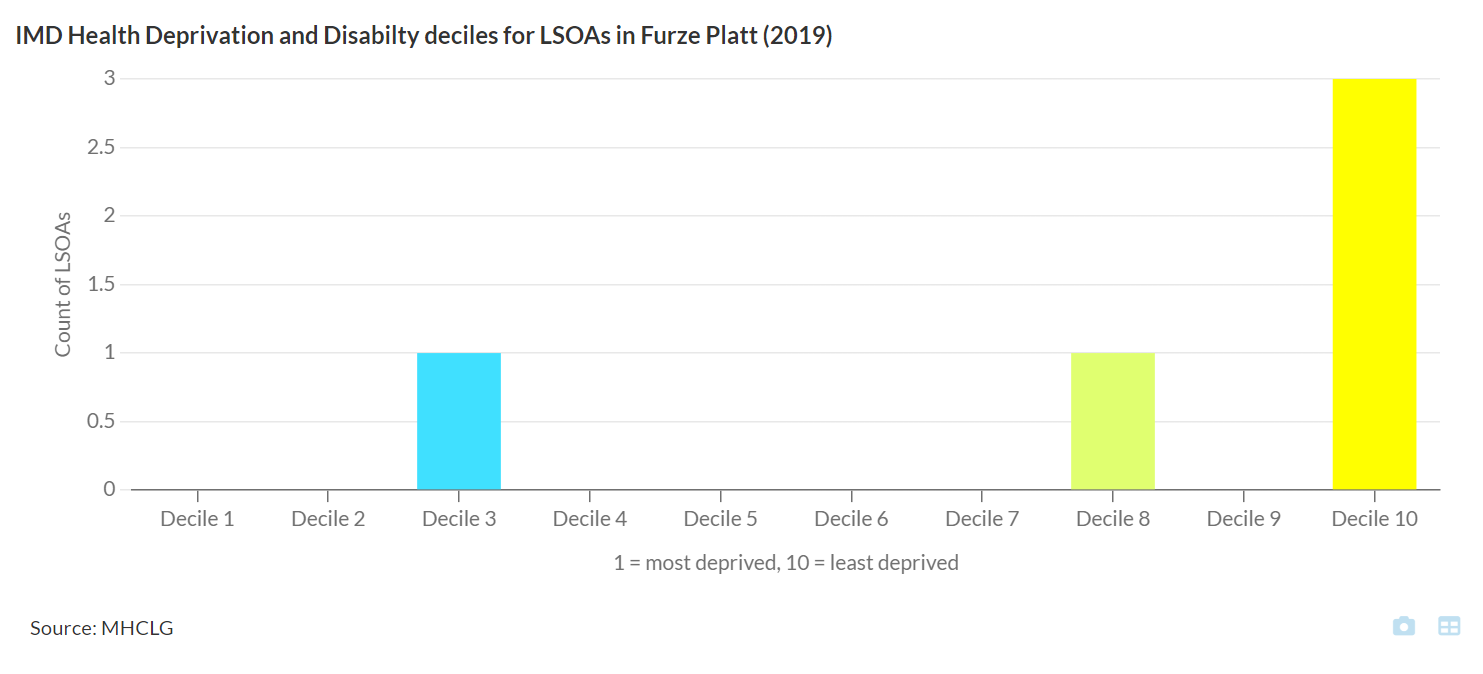 IMD Health Deprivation and Disabilty deciles for LSOAs in Furze Platt (2019)
3
2.5
2
1.5
1
0.5
0
Count of LSOAs
Decile 1 Decile 2 Decile 3 Decile 4 Decile 5 Decile 6 Decile 7 Decile 8 Decile 9 Decile 10
1 = most deprived, 10 = least deprived
Source: MHCLG